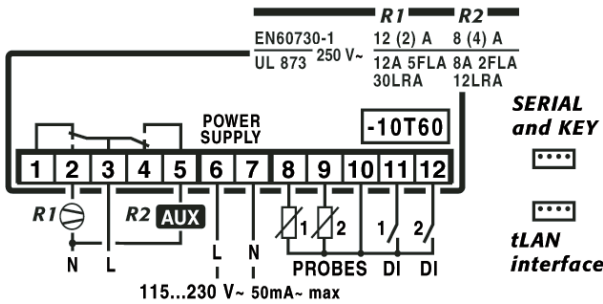 R1 R2
EN60730-1 250 V~ 12 (2) A 8 (4) A
UL 873 12A 5FLA 8A 2FLA
30LRA 12LRA
POWER
SUPPLY
-10T60
SERIAL
and KEY
1 2 3 4 5 6 7 8 9 10 11 12
R1 R2 AUX 1 2 1 2
N L L N PROBES DI DI
tLAN
interface
115...230 V~ 50mA~ max